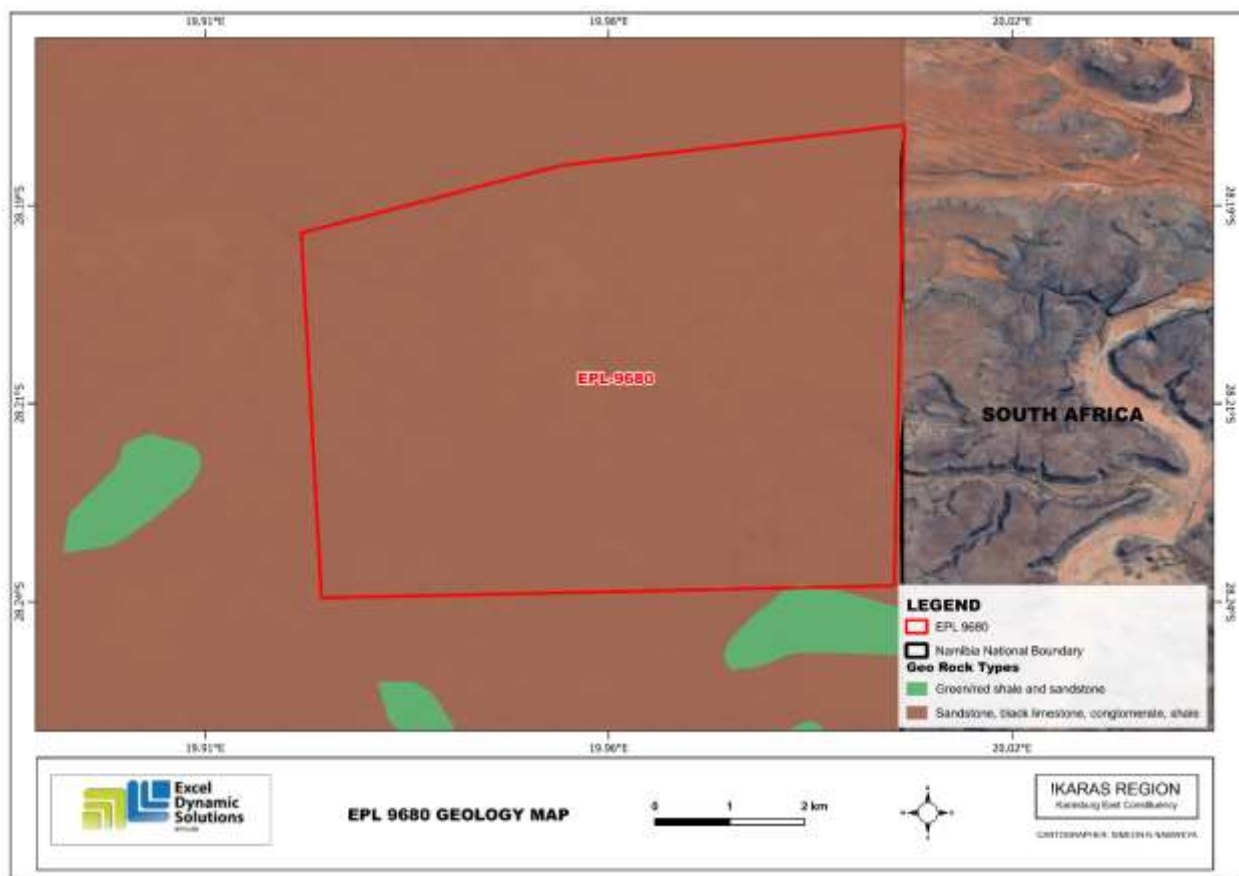 19.91°E
19.96°E
20.02°E
28.19°S
28.19°S
EPL-9680
28.21°S
28.21°S
SOUTH AFRICA
28.24°S
28.24°S
LEGEND
EPL 9680
Namibia National Boundary
Geo Rock Types
Green/red shale and sandstone
Sandstone, black limestone, conglomerate, shale
19.91°E
19.96°E
20.02°E
Excel
Dynamic
Solutions
EPL 9680 GEOLOGY MAP
0 1 2 km
IKARAS REGION
Karasburg East Constituency